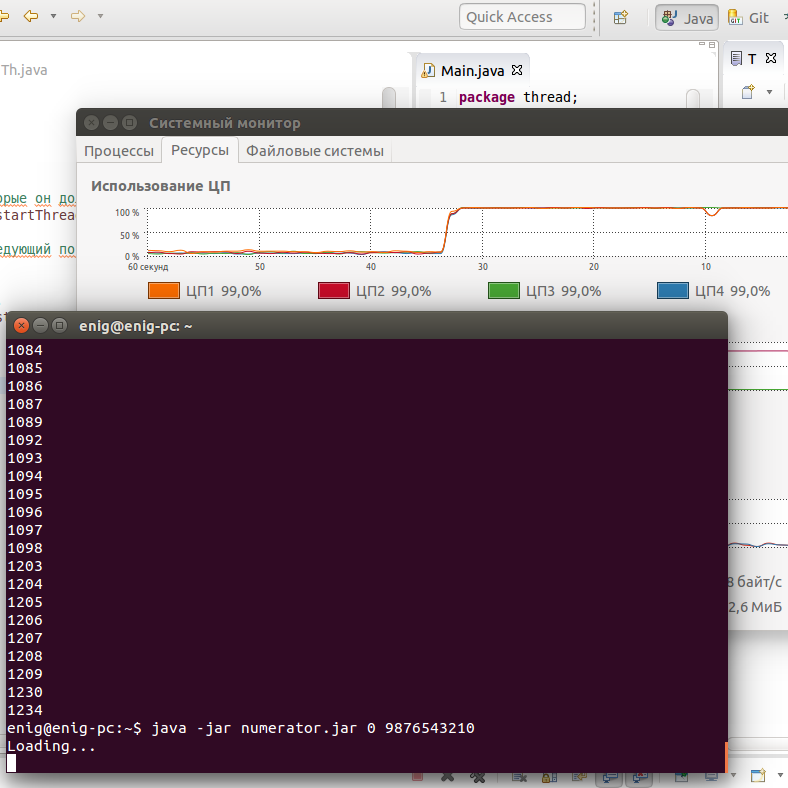 Quick Access
Java
Git
Th.java
Main.java
T
1 package thread;
Системный монитор
Процессы Ресурсы Файловые системы
орые он дол
Использование ЦП
startThread
100 %
50 %
едующий по
0 %
60 секунд 50 40 30 20 10
ЦП1 99,0% ЦП2 99,0% ЦП3 99,0% ЦП4 99,0%
enig@enig-pc: ~
1084
1085
1086
1087
1089
1092
1093
1094
1095
1096
1097
1098
1203
1204
1205
1206
1207
1208
1209
1230
1234
8 байт/с
2,6 МиБ
enig@enig-pc:~$ java -jar numerator.jar 0 9876543210
Loading...